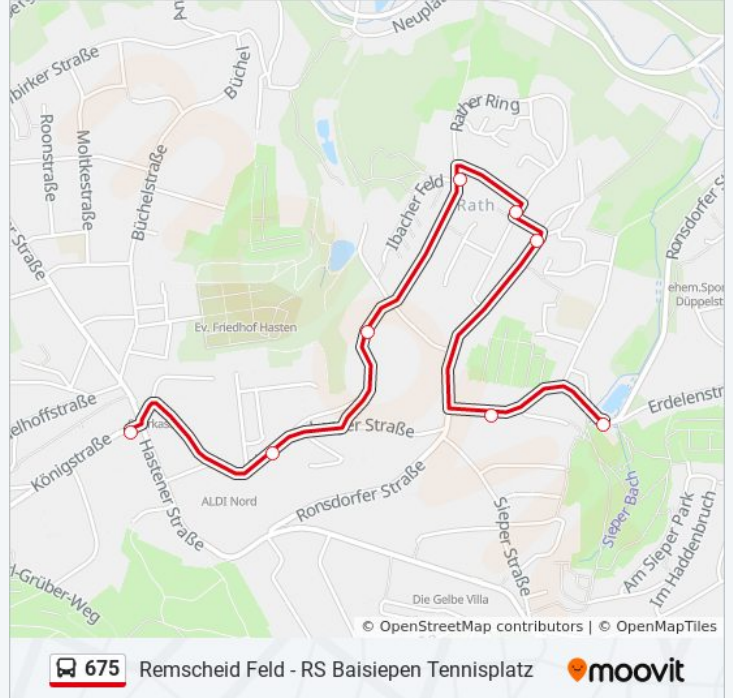 Neupla
An
birker Straße
Büchel
Rather Ring
Roonstraße
Moltkestraße
Büchelstraße
Ibacher Feld
Rath
Ronsdorfer S
r Straße
ehem.Spor
Düppelst
Ev. Friedhof Hasten
elhoffstraße
Erdelenstr
er Straße
Königstraße
Hastener Straße
ALDI Nord
Ronsdorfer Straße
Sieper Straße
Sieper Bach
Am Sieper Park
Im Haddenbruch
l-Grüber-Weg
Die Gelbe Villa
© OpenStreetMap contributors | © OpenMapTiles
675 Remscheid Feld - RS Baisiepen Tennisplatz moovit